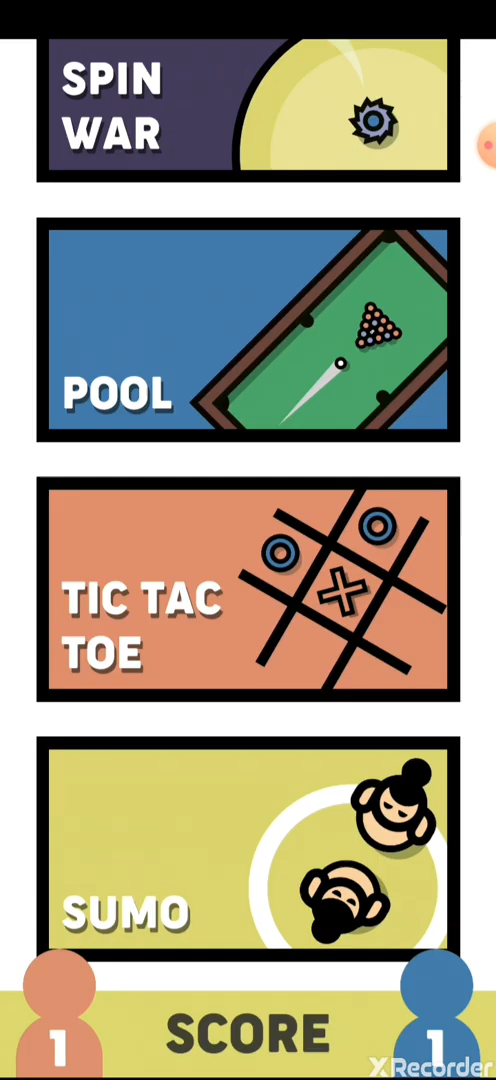 SPIN
WAR
POOL
TIC TAC
TOE
SUMO
1
SCORE
1
XRecorder